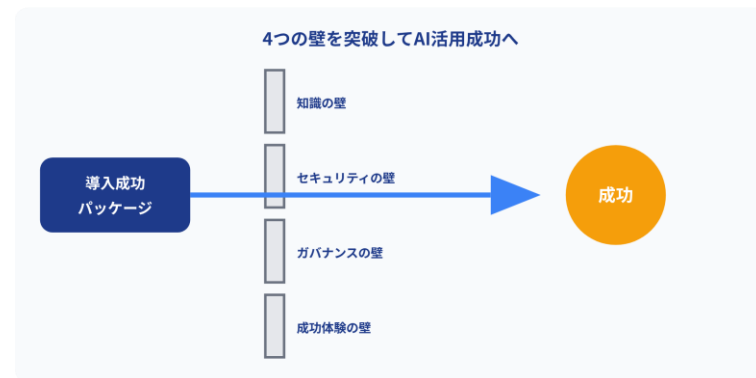 4つの壁を突破してAI活用成功へ
知識の壁
セキュリティの壁
導入成功
パッケージ
成功
ガバナンスの壁
成功体験の壁